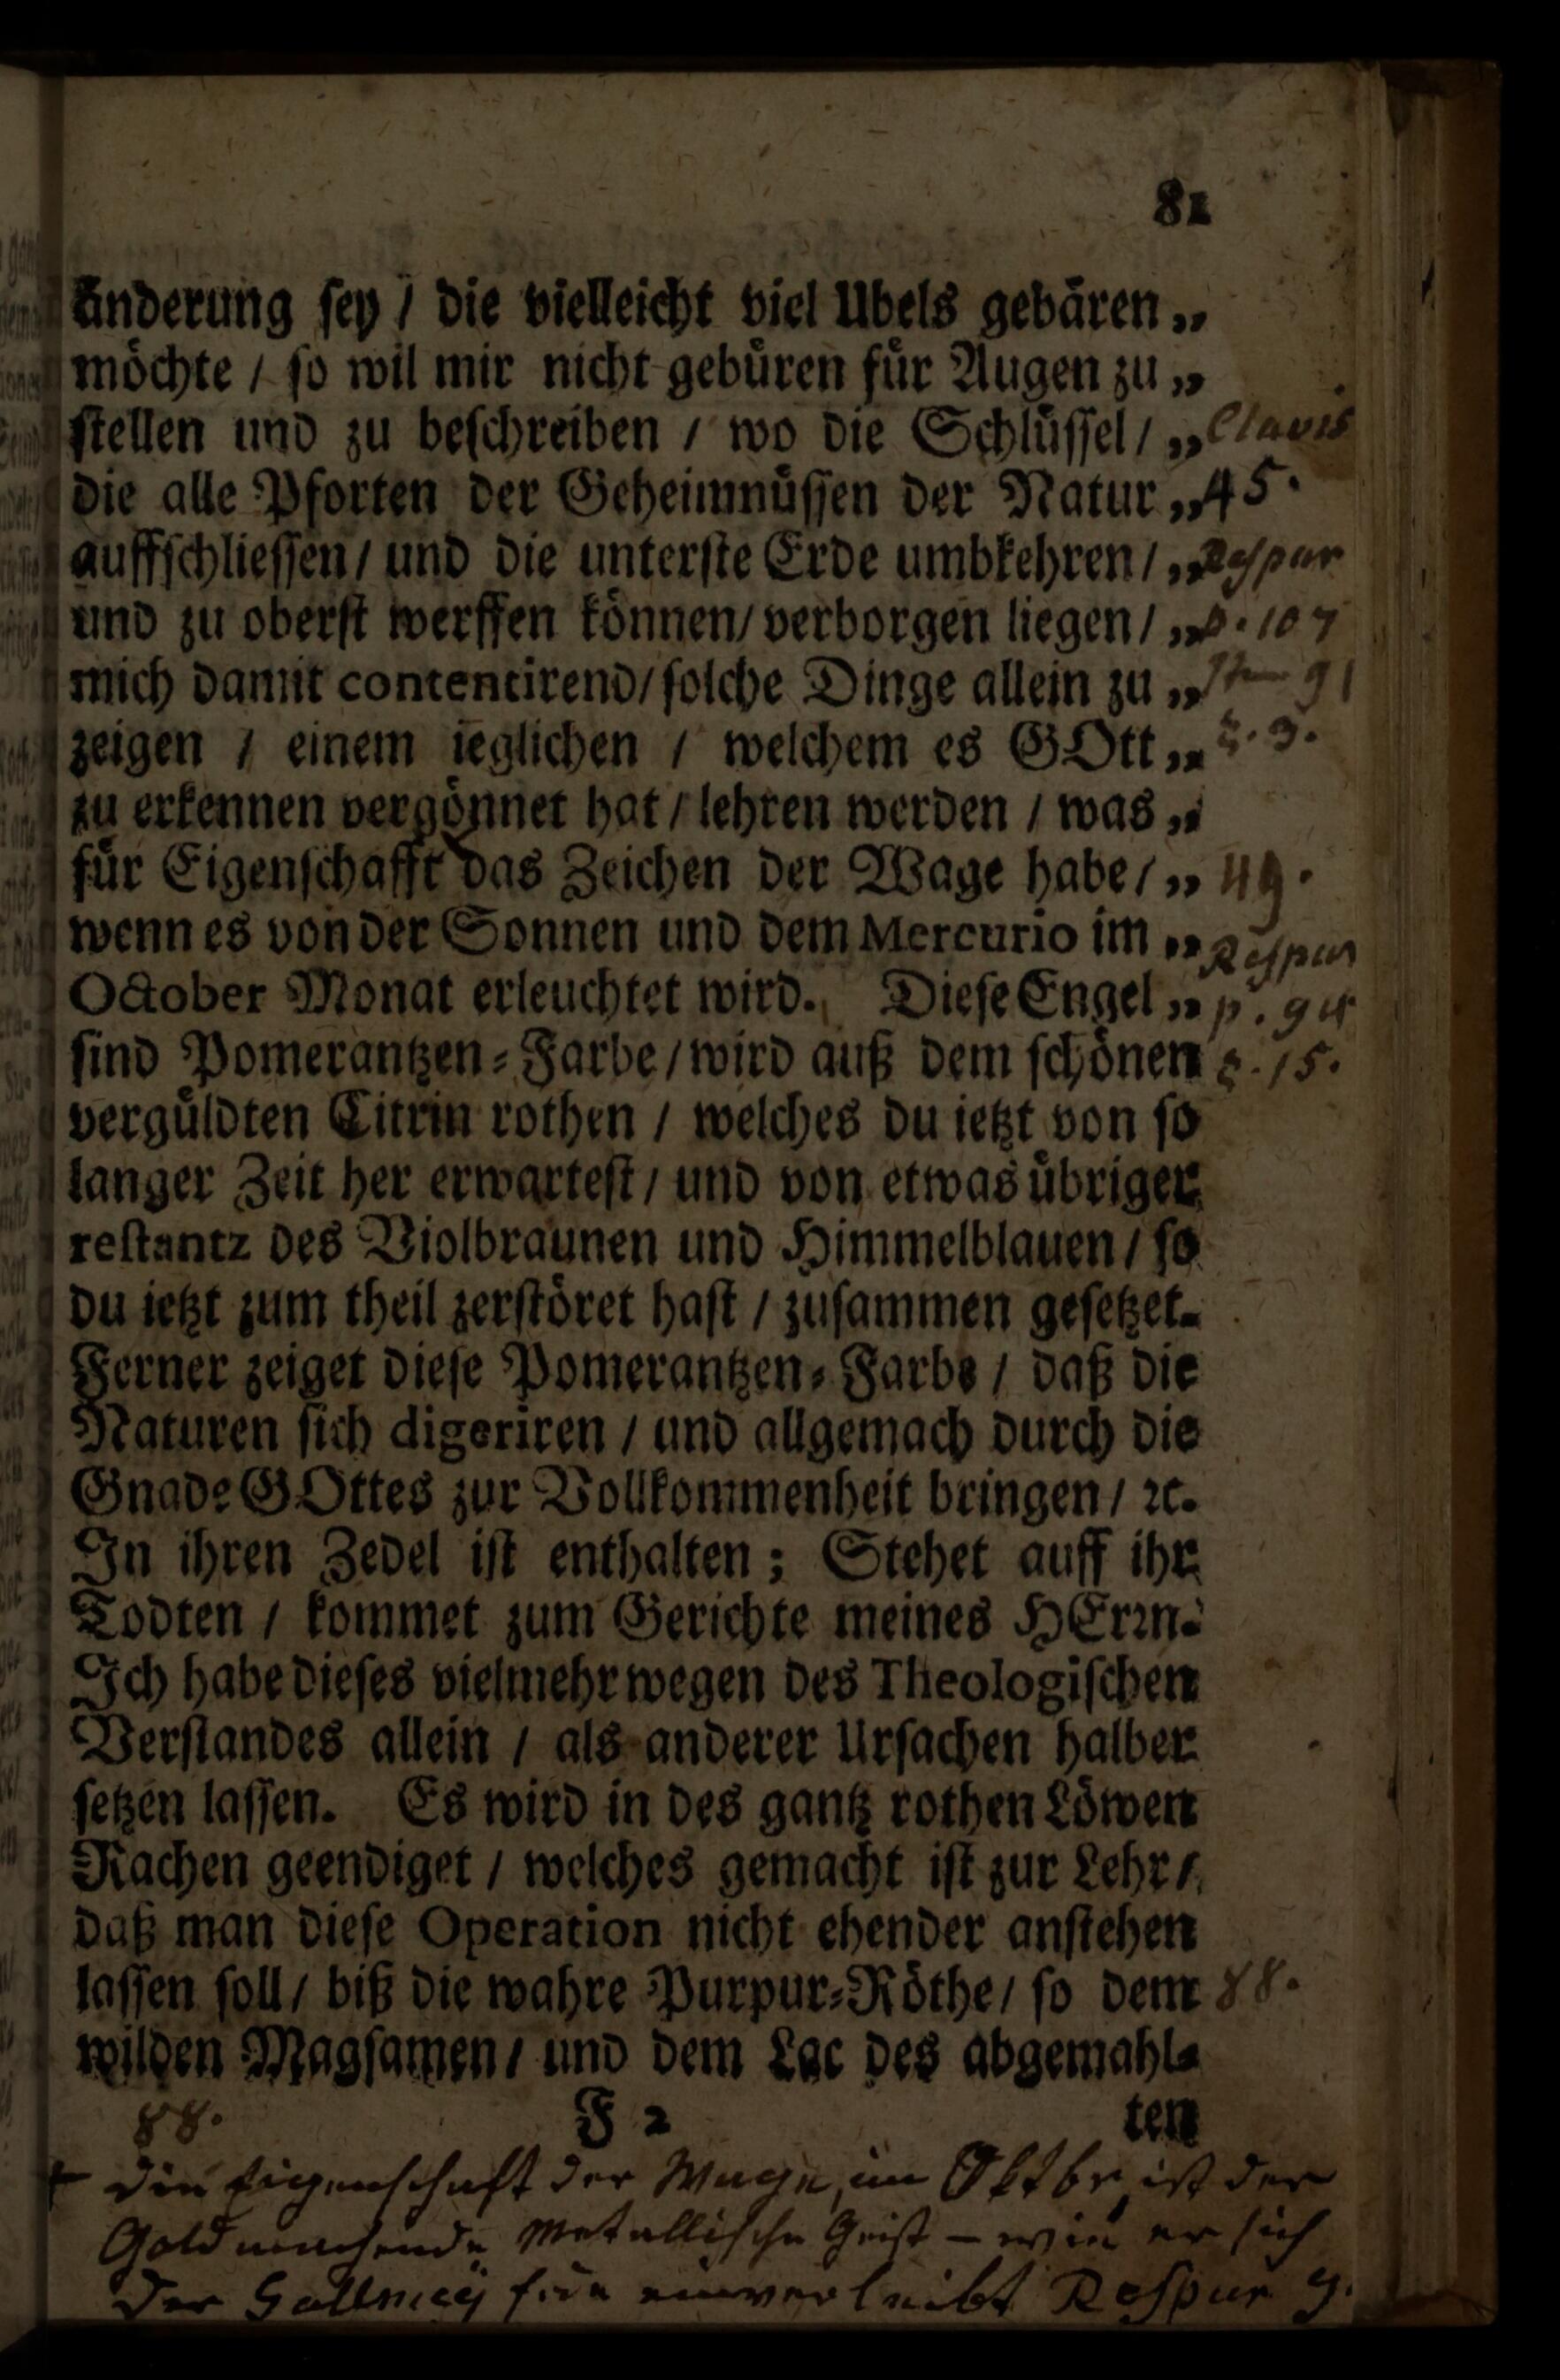 81
änderung sey / die vielleicht viel Ubels gebären „
möchte / so wil mir nicht gebüren für Augen zu „
stellen und zu beschreiben / wo die Schlüssel / „ Clavis
die alle Pforten der Geheimnüssen der Natur „ 45.
auffschliessen / und die unterste Erde umbkehren / „ Respur
und zu oberst werffen können / verborgen liegen / „ p. 107
mich damit contentirend / solche Dinge allein zu „ 91
zeigen / einem ieglichen / welchem es GOtt „
zu erkennen vergönnet hat / lehren werden / was „
für Eigenschafft das Zeichen der Wage habe / „ 49.
wenn es von der Sonnen und dem Mercurio im „ Respur
October Monat erleuchtet wird. Diese Engel „ p. 94
sind Pomerantzen-Farbe / wird auß dem schönen 15.
vergüldten Citrin rothen / welches du ietzt von so
langer Zeit her erwartest / und von etwas übriger
restantz des Violbraunen und Himmelblauen / so
du ietzt zum theil zerstöret hast / zusammen gesetzet.
Ferner zeiget diese Pomerantzen-Farbe / daß die
Naturen sich digeriren / und allgemach durch die
Gnade GOttes zur Vollkommenheit bringen / ꝛc.
In ihren Zedel ist enthalten; Stehet auff ihr
Todten / kommet zum Gerichte meines HErꝛn.
Ich habe dieses vielmehr wegen des Theologischen
Verstandes allein / als anderer Ursachen halber
setzen lassen. Es wird in des gantz rothen Löwen
Rachen geendiget / welches gemacht ist zur Lehr /
daß man diese Operation nicht ehender anstehen
lassen soll / biß die wahre Purpur-Röthe / so dem 88.
wilden Magsamen / und dem Lac des abgemahl-
88. F 2 ten
+ die Eigenschaft der Wage, im Oktbr ist der
Goldmachende Metallische Geist – wie er sich
der Gallmeÿ einverleibt Respur